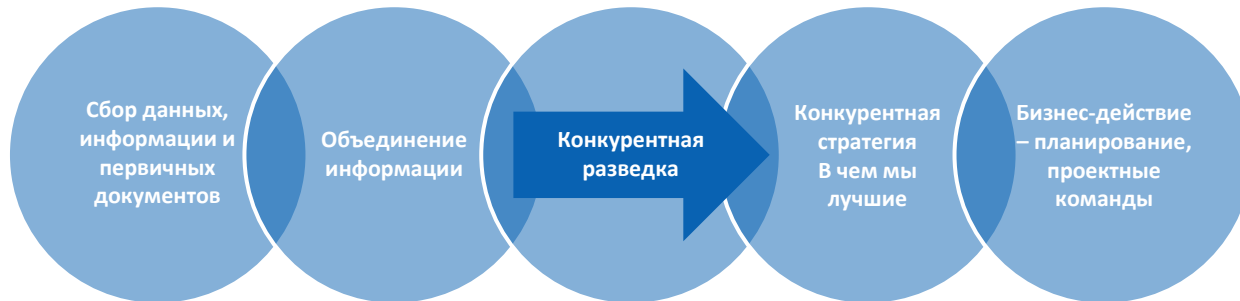 Сбор данных,
информации и
первичных
документов
Объединение
информации
Конкурентная
разведка
Конкурентная
стратегия
В чем мы
лучшие
Бизнес-действие
– планирование,
проектные
команды